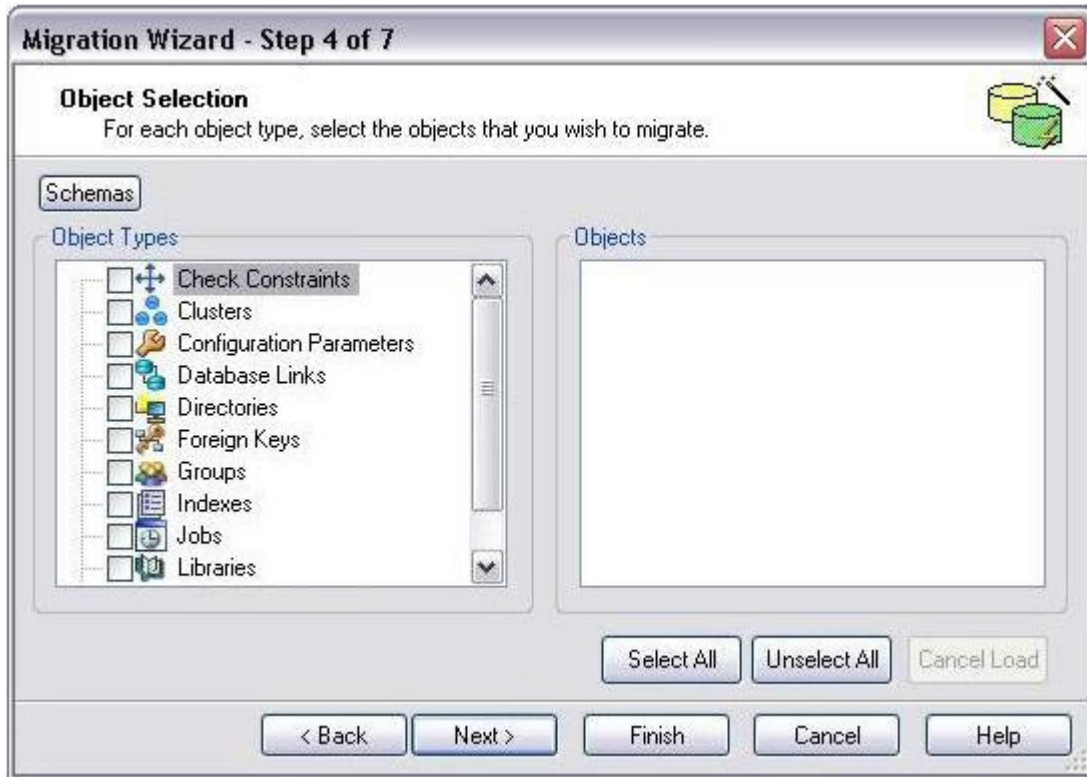 Migration Wizard - Step 4 of 7
Object Selection
For each object type, select the objects that you wish to migrate.
Schemas
Object Types
Check Constraints
Clusters
Configuration Parameters
Database Links
Directories
Foreign Keys
Groups
Indexes
Jobs
Libraries
Objects
Select All
Unselect All
Cancel Load
< Back
Next >
Finish
Cancel
Help